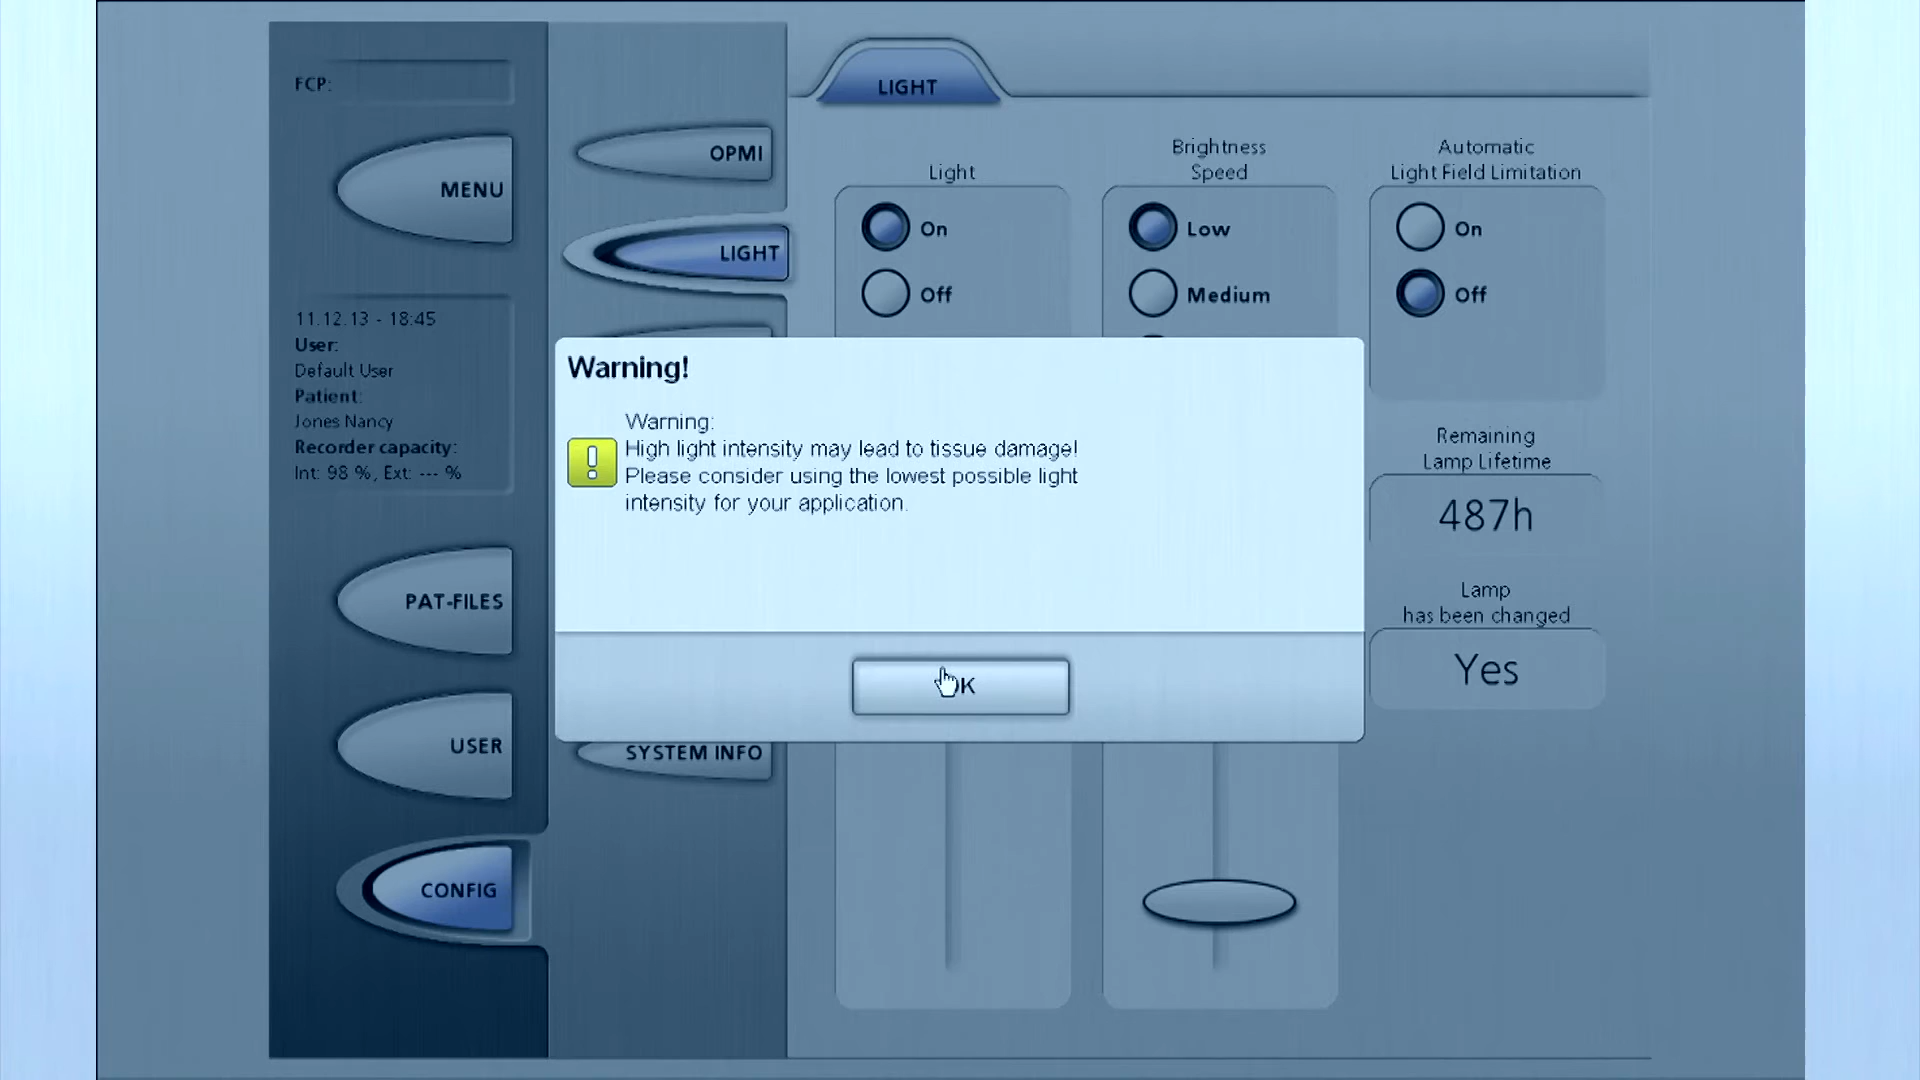 FCP:
MENU
11.12.13 - 18:45
User:
Default User
Patient:
Jones Nancy
Recorder capacity:
Int: 98 %, Ext: --- %
PAT-FILES
USER
CONFIG
OPMI
LIGHT
SYSTEM INFO
LIGHT
Light
On
Off
Brightness
Speed
Low
Medium
Automatic
Light Field Limitation
On
Off
Remaining
Lamp Lifetime
487h
Lamp
has been changed
Yes
Warning!
Warning:
High light intensity may lead to tissue damage!
Please consider using the lowest possible light
intensity for your application.